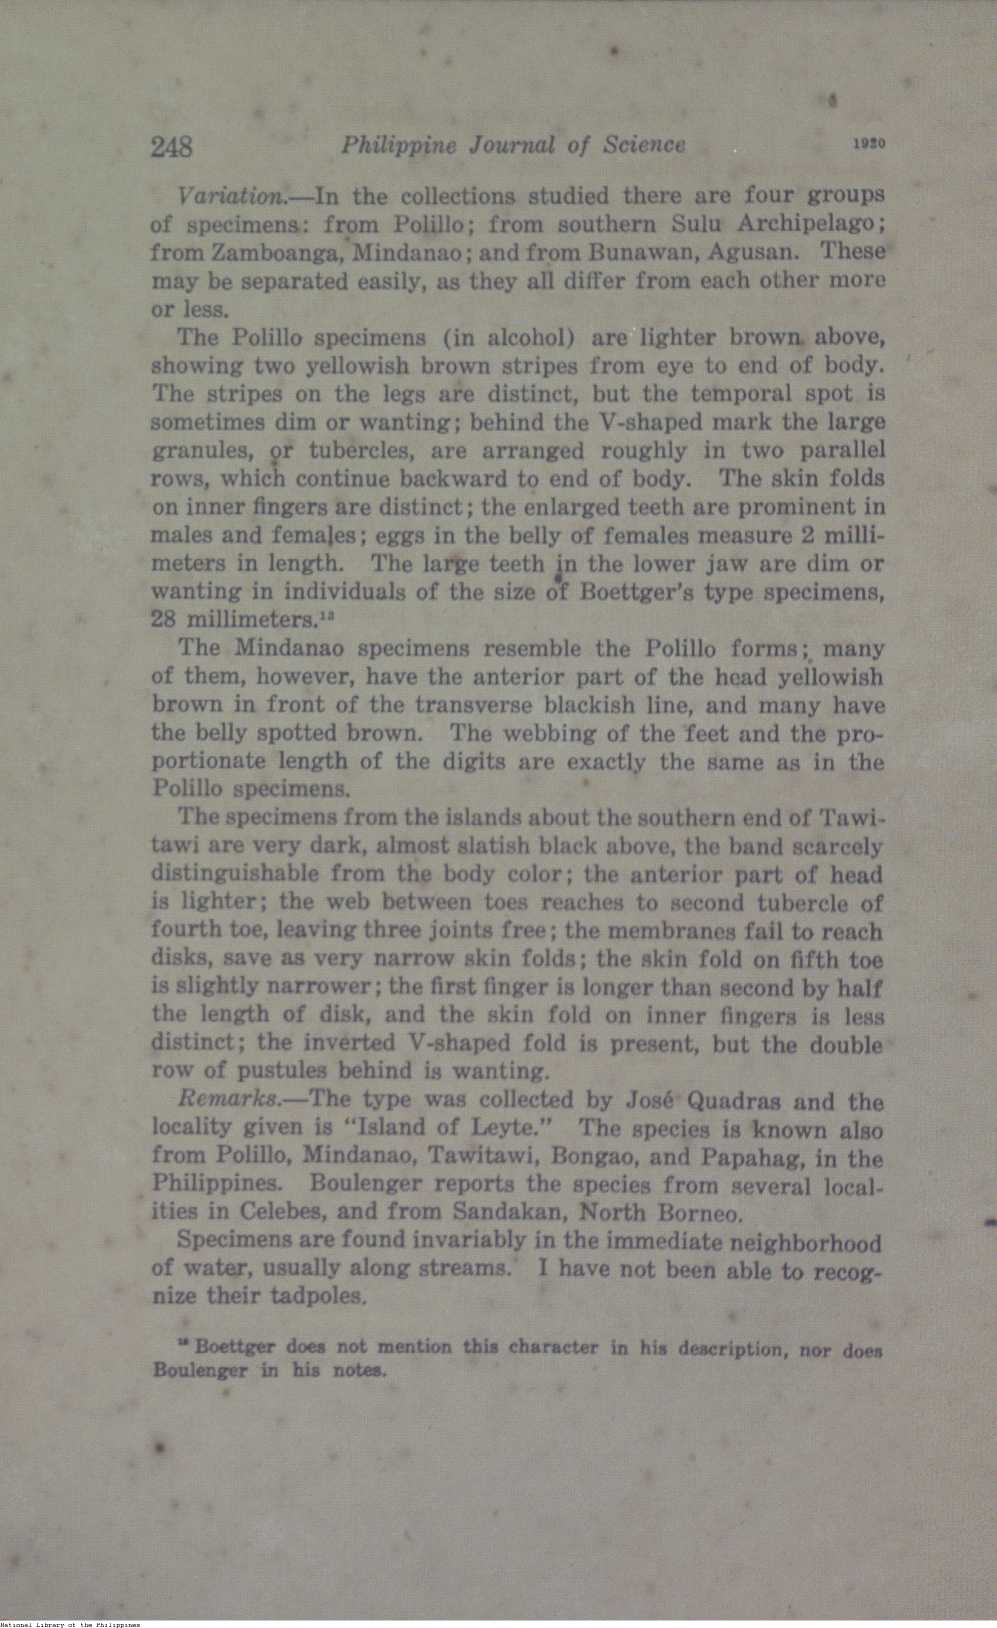 248 Philippine Journal of Science 1920
Variation.—In the collections studied there are four groups
of specimens: from Polillo; from southern Sulu Archipelago;
from Zamboanga, Mindanao; and from Bunawan, Agusan. These
may be separated easily, as they all differ from each other more
or less.
The Polillo specimens (in alcohol) are lighter brown above,
showing two yellowish brown stripes from eye to end of body.
The stripes on the legs are distinct, but the temporal spot is
sometimes dim or wanting; behind the V-shaped mark the large
granules, or tubercles, are arranged roughly in two parallel
rows, which continue backward to end of body. The skin folds
on inner fingers are distinct; the enlarged teeth are prominent in
males and females; eggs in the belly of females measure 2 milli-
meters in length. The large teeth in the lower jaw are dim or
wanting in individuals of the size of Boettger's type specimens,
28 millimeters.¹³
The Mindanao specimens resemble the Polillo forms; many
of them, however, have the anterior part of the head yellowish
brown in front of the transverse blackish line, and many have
the belly spotted brown. The webbing of the feet and the pro-
portionate length of the digits are exactly the same as in the
Polillo specimens.
The specimens from the islands about the southern end of Tawi-
tawi are very dark, almost slatish black above, the band scarcely
distinguishable from the body color; the anterior part of head
is lighter; the web between toes reaches to second tubercle of
fourth toe, leaving three joints free; the membranes fail to reach
disks, save as very narrow skin folds; the skin fold on fifth toe
is slightly narrower; the first finger is longer than second by half
the length of disk, and the skin fold on inner fingers is less
distinct; the inverted V-shaped fold is present, but the double
row of pustules behind is wanting.
Remarks.—The type was collected by José Quadras and the
locality given is "Island of Leyte." The species is known also
from Polillo, Mindanao, Tawitawi, Bongao, and Papahag, in the
Philippines. Boulenger reports the species from several local-
ities in Celebes, and from Sandakan, North Borneo.
Specimens are found invariably in the immediate neighborhood
of water, usually along streams. I have not been able to recog-
nize their tadpoles.
¹³ Boettger does not mention this character in his description, nor does
Boulenger in his notes.
National Library of the Philippines